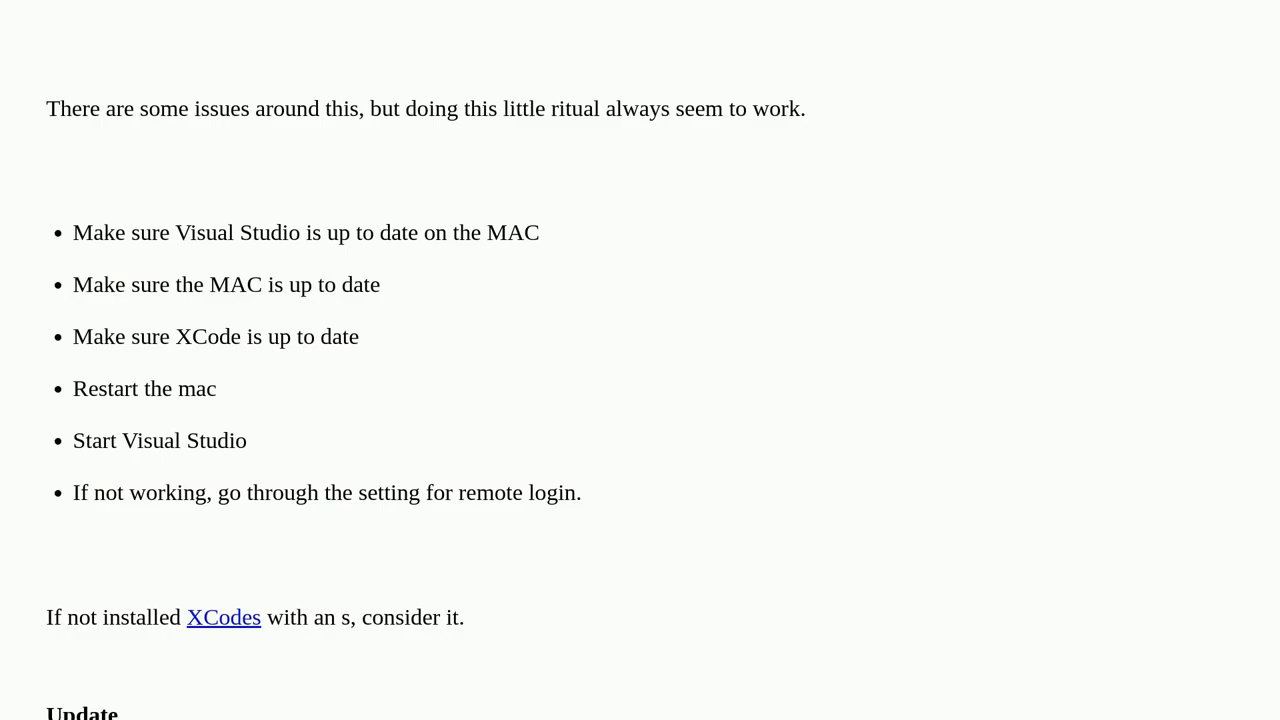 There are some issues around this, but doing this little ritual always seem to work.
Make sure Visual Studio is up to date on the MAC
Make sure the MAC is up to date
Make sure XCode is up to date
Restart the mac
Start Visual Studio
If not working, go through the setting for remote login.
If not installed XCodes with an s, consider it.
Update